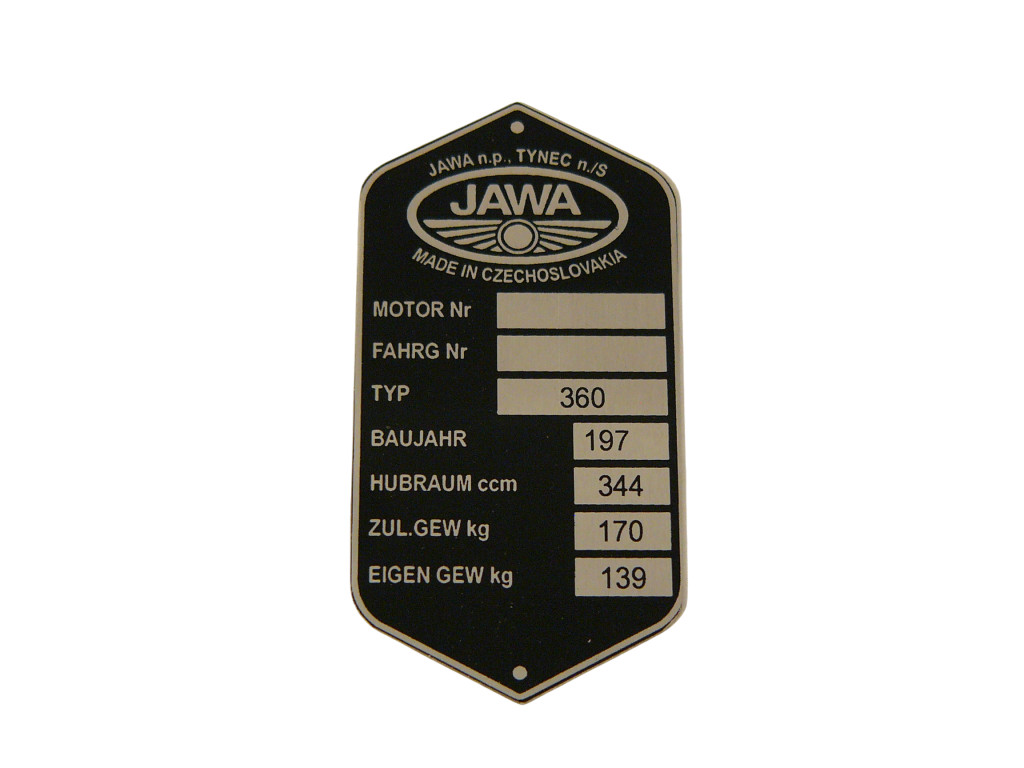 JAWA n.p., TYNEC n./S
JAWA
MADE IN CZECHOSLOVAKIA
MOTOR Nr
FAHRG Nr
TYP 360
BAUJAHR 197
HUBRAUM ccm 344
ZUL.GEW kg 170
EIGEN GEW kg 139